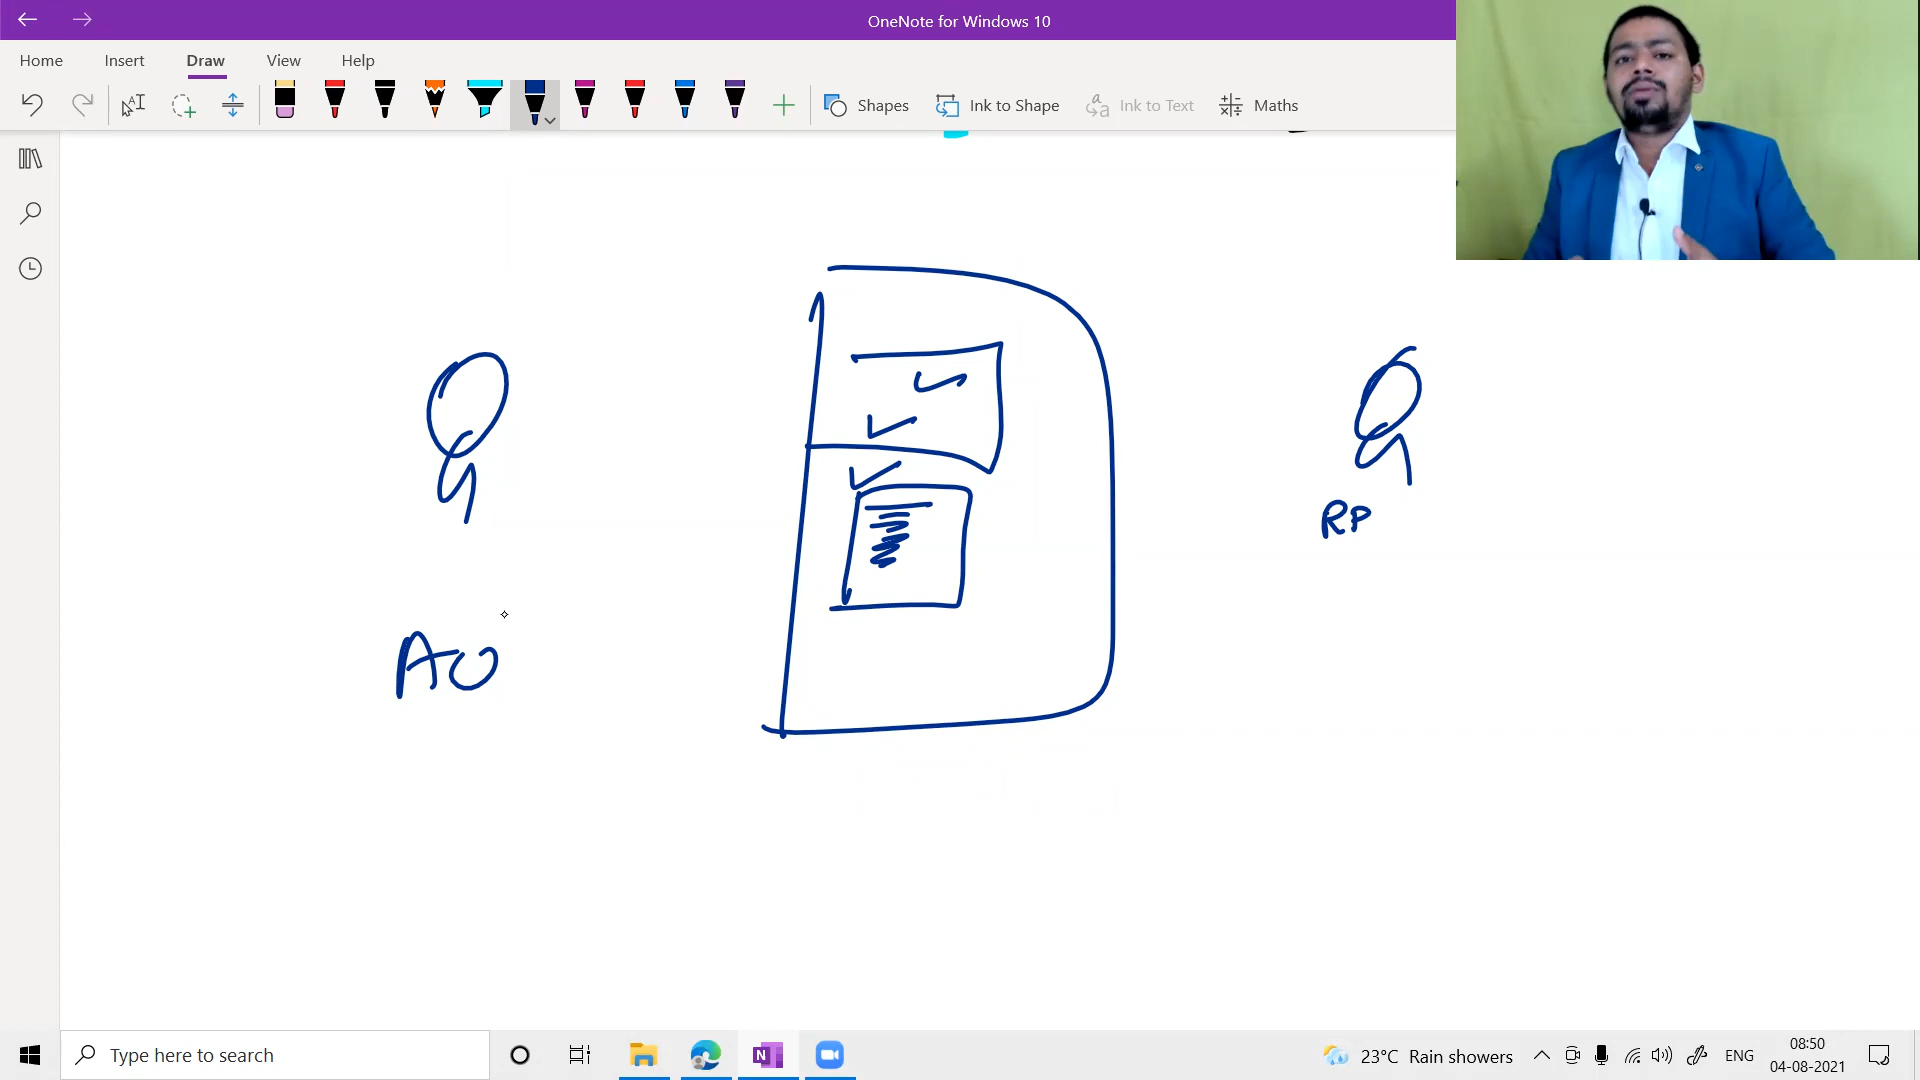 OneNote for Windows 10
Home Insert Draw View Help
Shapes Ink to Shape Ink to Text Maths
RP
AO
Type here to search
23°C Rain showers
ENG
08:50
04-08-2021